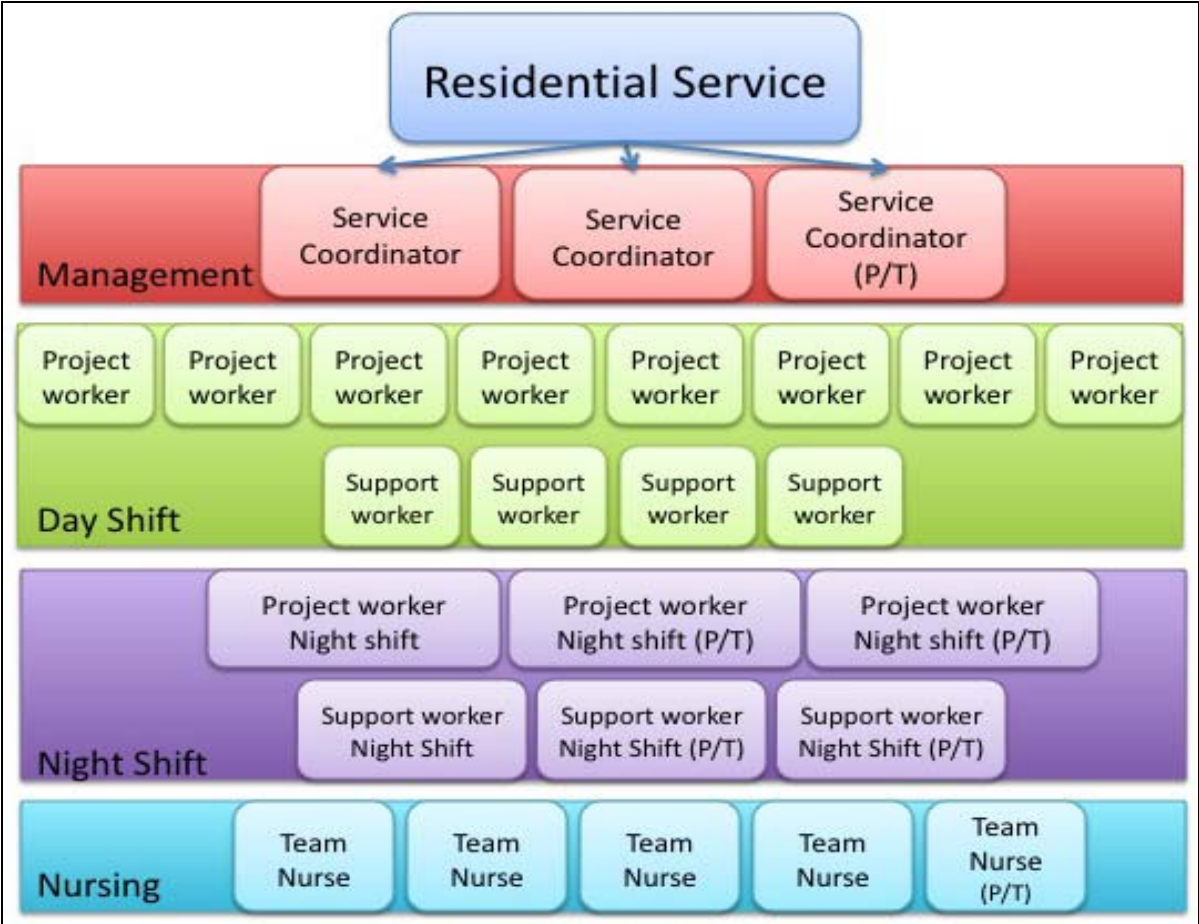 Residential Service
Service
Coordinator
Service
Coordinator
Service
Coordinator
(P/T)
Management
Project
worker
Project
worker
Project
worker
Project
worker
Project
worker
Project
worker
Project
worker
Project
worker
Support
worker
Support
worker
Support
worker
Support
worker
Day Shift
Project worker
Night shift
Project worker
Night shift (P/T)
Project worker
Night shift (P/T)
Support worker
Night Shift
Support worker
Night Shift (P/T)
Support worker
Night Shift (P/T)
Night Shift
Team
Nurse
Team
Nurse
Team
Nurse
Team
Nurse
Team
Nurse
(P/T)
Nursing